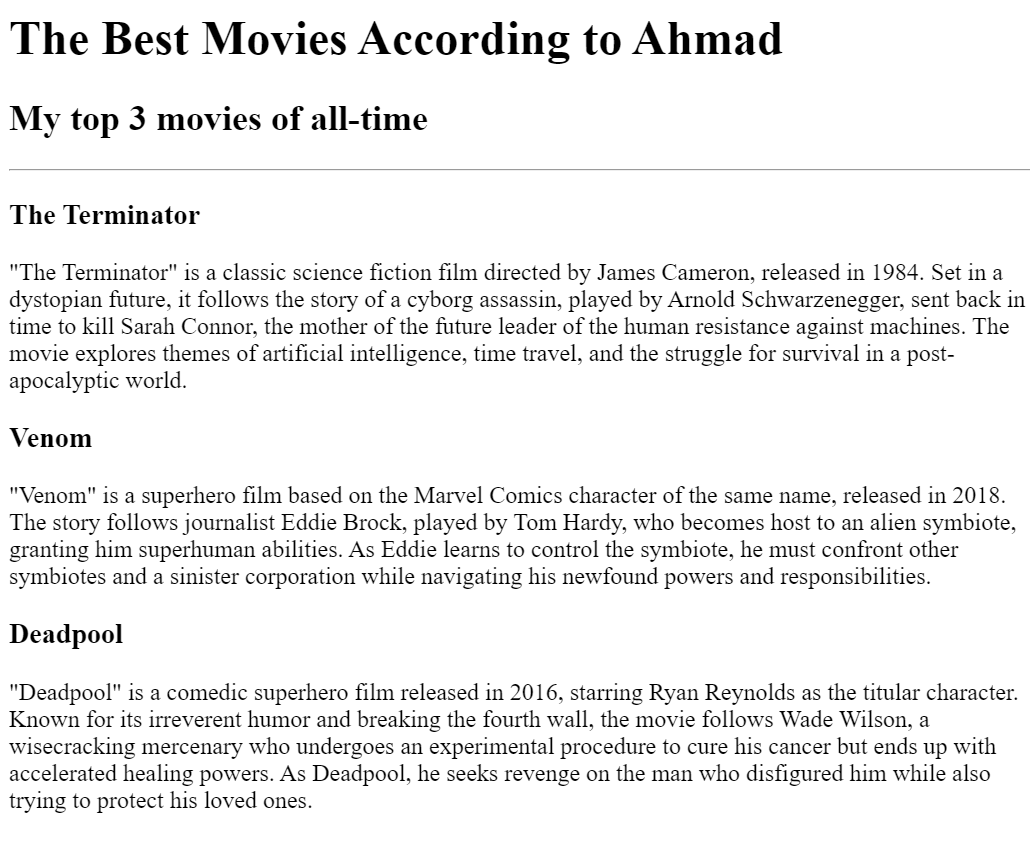 The Best Movies According to Ahmad
My top 3 movies of all-time
The Terminator
"The Terminator" is a classic science fiction film directed by James Cameron, released in 1984. Set in a
dystopian future, it follows the story of a cyborg assassin, played by Arnold Schwarzenegger, sent back in
time to kill Sarah Connor, the mother of the future leader of the human resistance against machines. The
movie explores themes of artificial intelligence, time travel, and the struggle for survival in a post-
apocalyptic world.
Venom
"Venom" is a superhero film based on the Marvel Comics character of the same name, released in 2018.
The story follows journalist Eddie Brock, played by Tom Hardy, who becomes host to an alien symbiote,
granting him superhuman abilities. As Eddie learns to control the symbiote, he must confront other
symbiotes and a sinister corporation while navigating his newfound powers and responsibilities.
Deadpool
"Deadpool" is a comedic superhero film released in 2016, starring Ryan Reynolds as the titular character.
Known for its irreverent humor and breaking the fourth wall, the movie follows Wade Wilson, a
wisecracking mercenary who undergoes an experimental procedure to cure his cancer but ends up with
accelerated healing powers. As Deadpool, he seeks revenge on the man who disfigured him while also
trying to protect his loved ones.